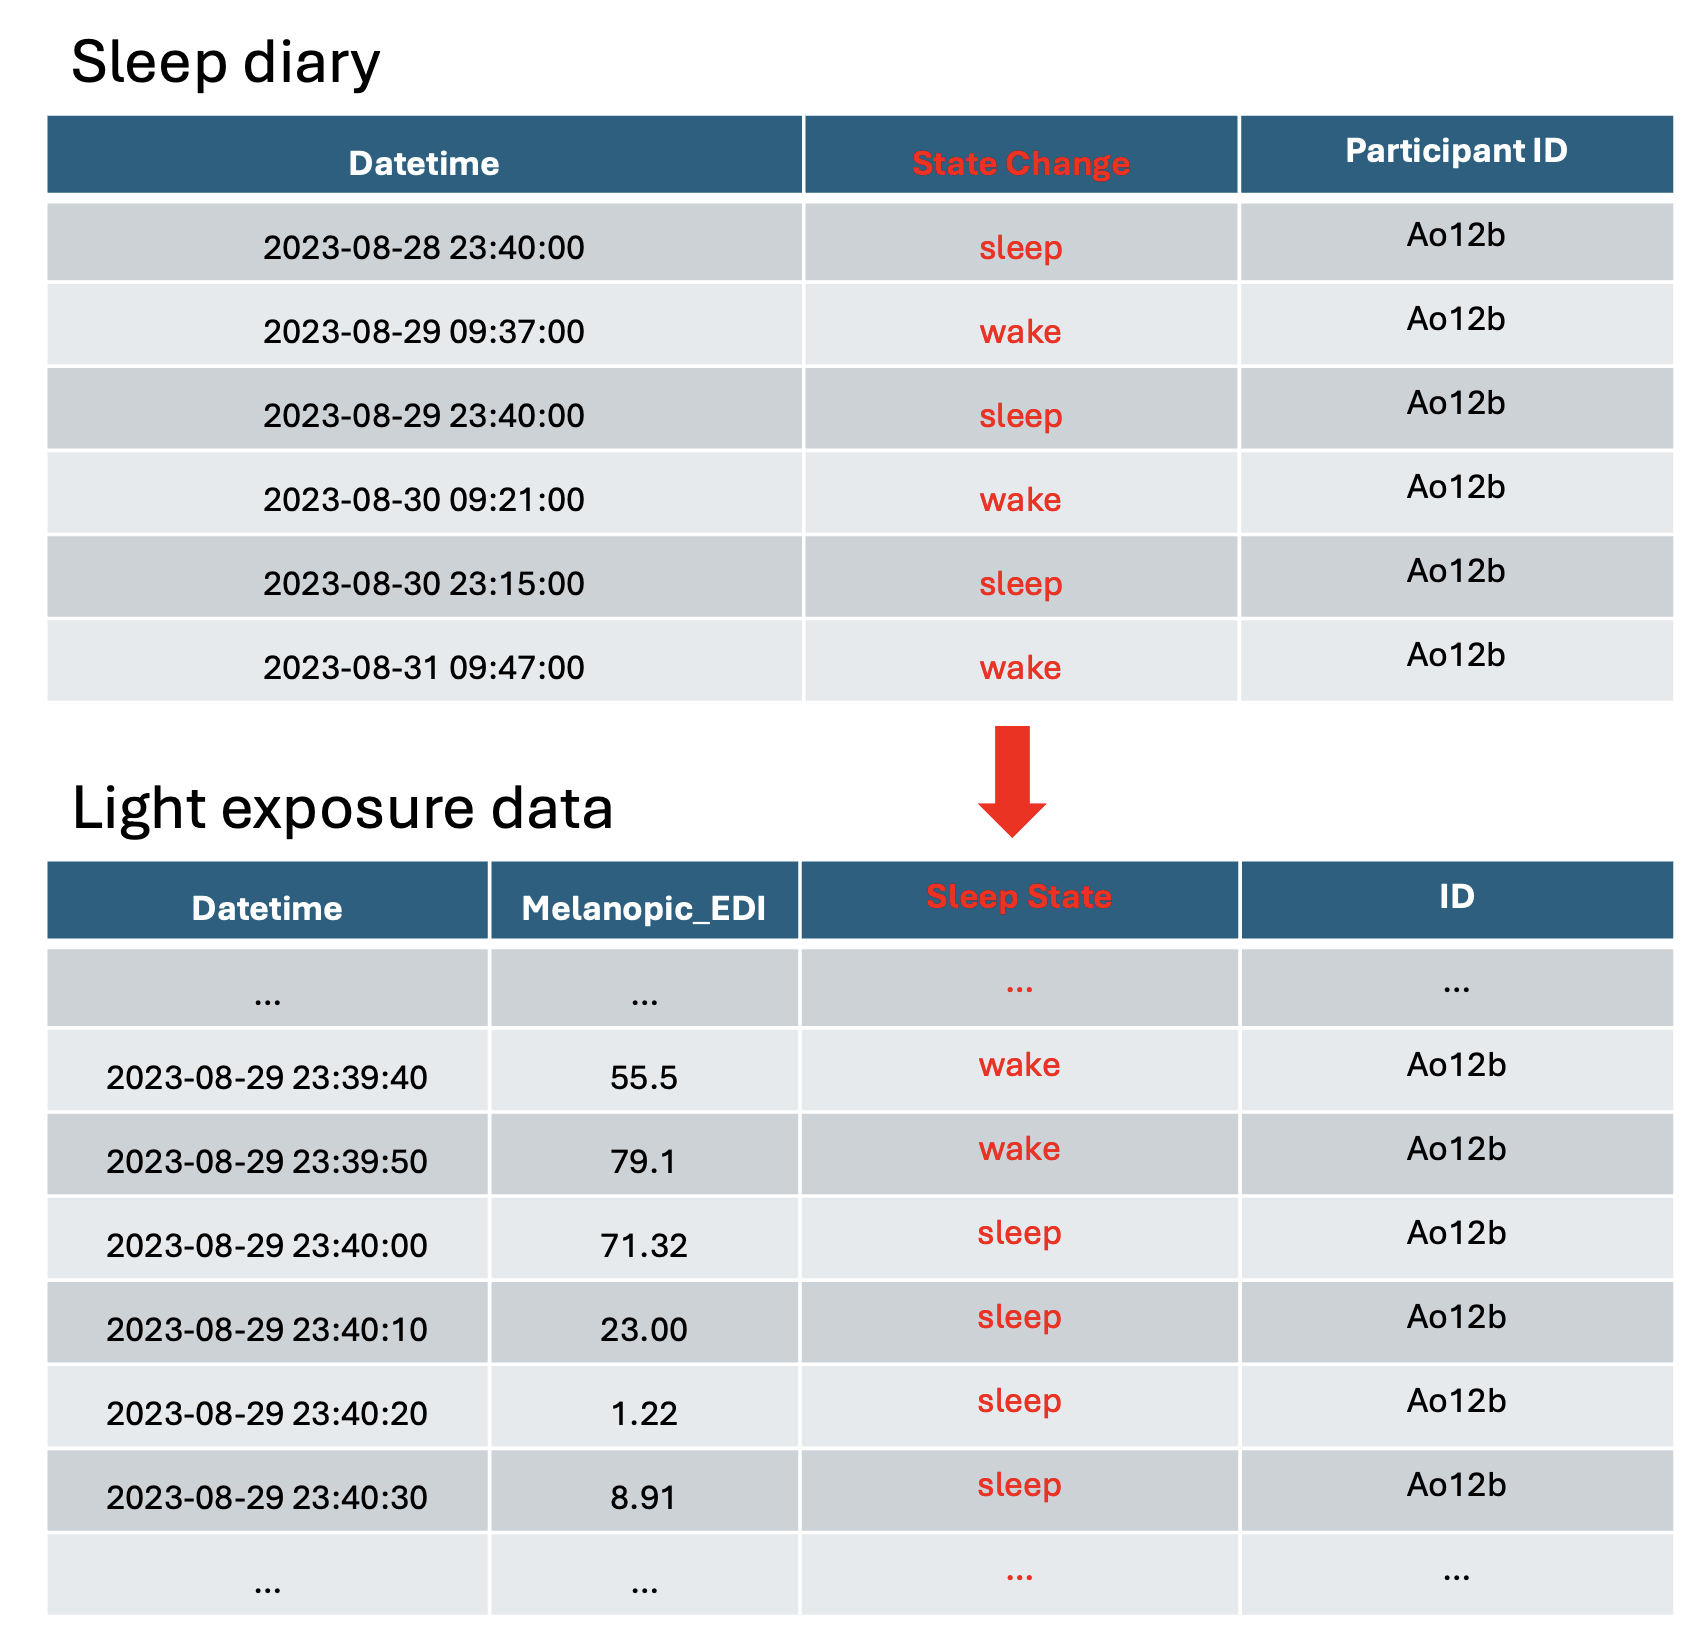 Sleep diary
Datetime State Change Participant ID
2023-08-28 23:40:00 sleep Ao12b
2023-08-29 09:37:00 wake Ao12b
2023-08-29 23:40:00 sleep Ao12b
2023-08-30 09:21:00 wake Ao12b
2023-08-30 23:15:00 sleep Ao12b
2023-08-31 09:47:00 wake Ao12b
Light exposure data
Datetime Melanopic_EDI Sleep State ID
... ... ... ...
2023-08-29 23:39:40 55.5 wake Ao12b
2023-08-29 23:39:50 79.1 wake Ao12b
2023-08-29 23:40:00 71.32 sleep Ao12b
2023-08-29 23:40:10 23.00 sleep Ao12b
2023-08-29 23:40:20 1.22 sleep Ao12b
2023-08-29 23:40:30 8.91 sleep Ao12b
... ... ... ...